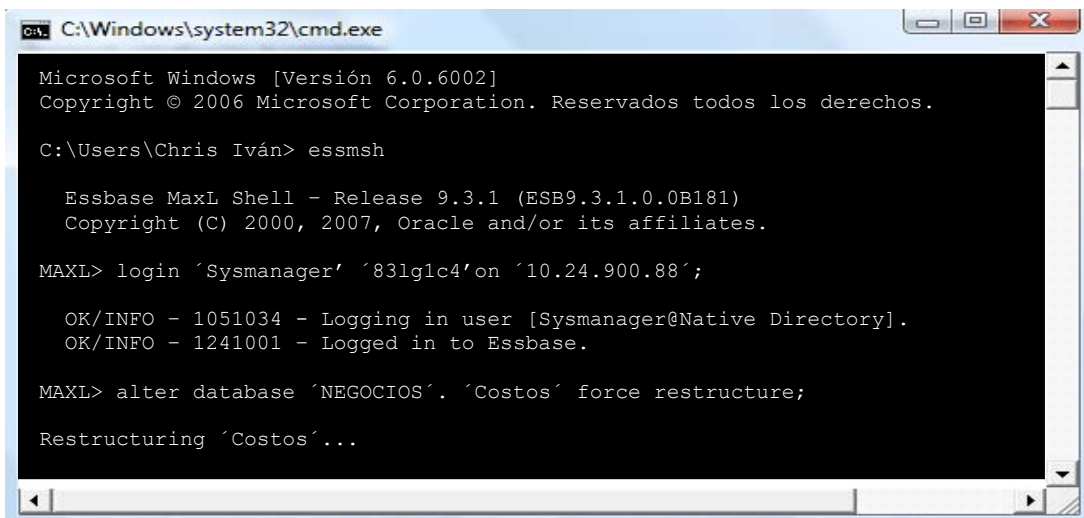 C:\Windows\system32\cmd.exe
Microsoft Windows [Versión 6.0.6002]
Copyright © 2006 Microsoft Corporation. Reservados todos los derechos.
C:\Users\Chris Iván> essmsh
Essbase MaxL Shell – Release 9.3.1 (ESB9.3.1.0.0B181)
Copyright (C) 2000, 2007, Oracle and/or its affiliates.
MAXL> login ´Sysmanager’ ´83lg1c4’on ´10.24.900.88´;
OK/INFO – 1051034 - Logging in user [Sysmanager@Native Directory].
OK/INFO – 1241001 – Logged in to Essbase.
MAXL> alter database ´NEGOCIOS´. ´Costos´ force restructure;
Restructuring ´Costos´...